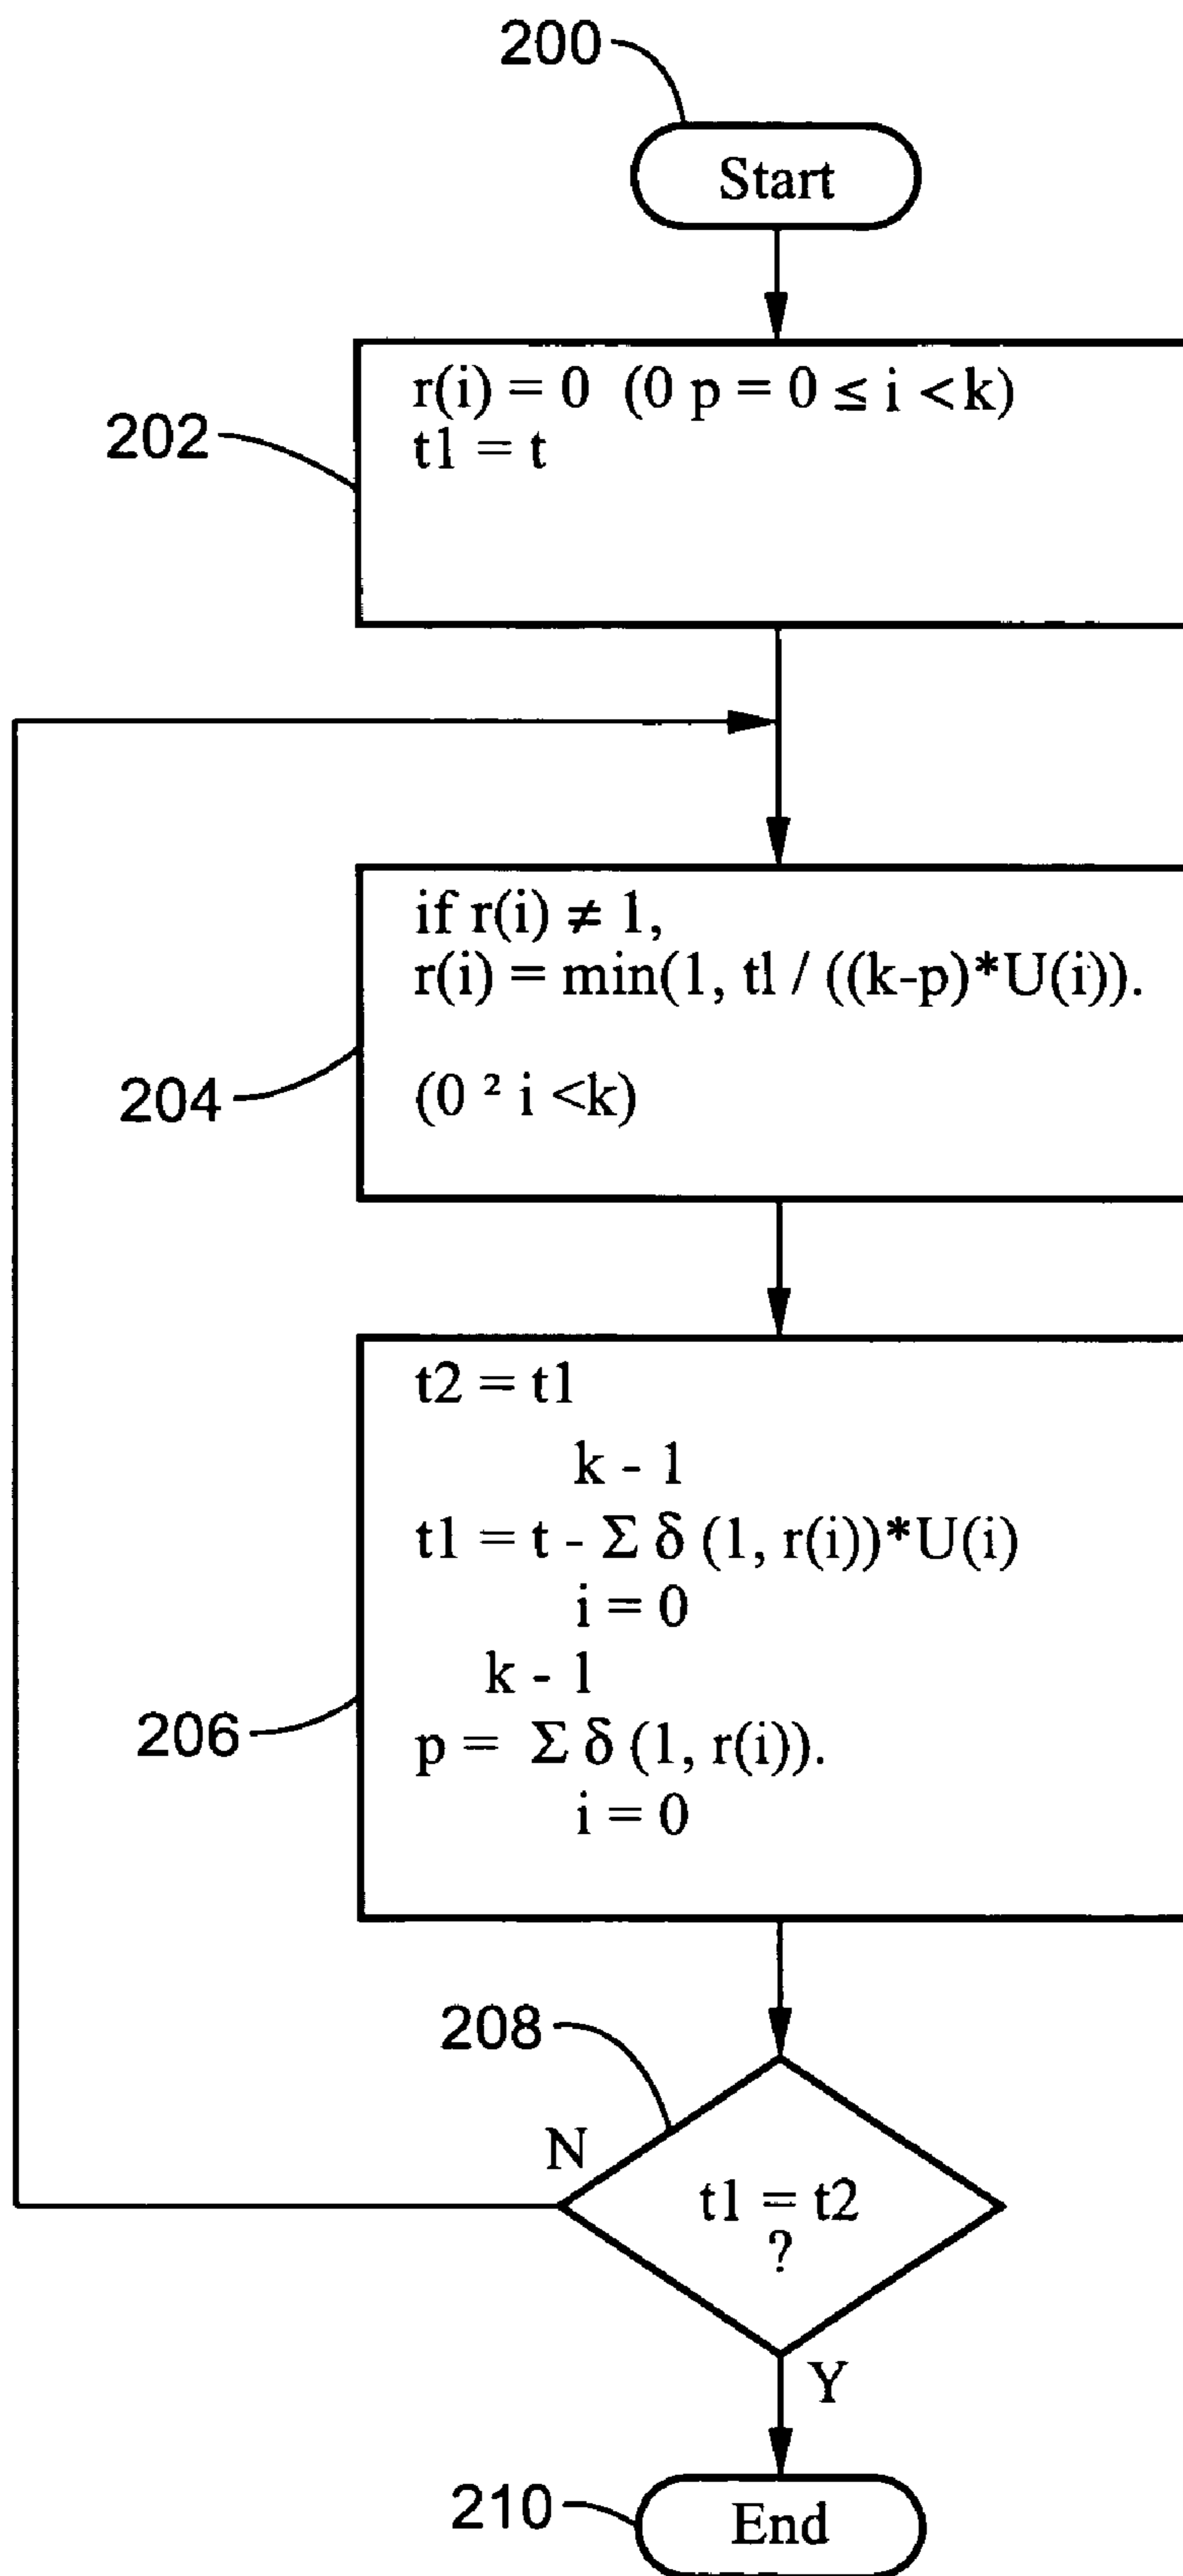 200
Start
202
r(i) = 0 (0 p = 0 ≤ i <k)
t1 = t
204
if r(i) ≠ 1,
r(i) = min(1, tl / ((k-p)*U(i)).
(0 ² i <k)
206
t2 = t1
k - 1
t1 = t - Σ δ (1, r(i))*U(i)
i = 0
k - 1
p = Σ δ (1, r(i)).
i = 0
208
N
t1 = t2
?
Y
210
End